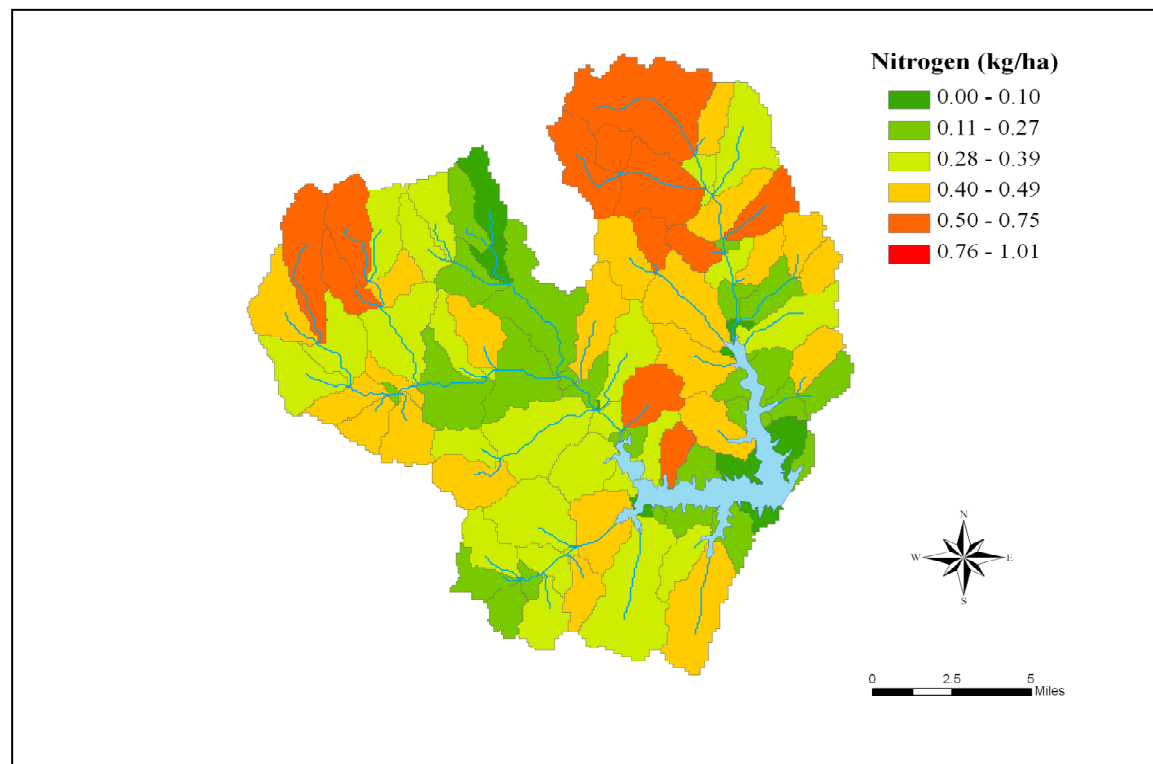 Nitrogen (kg/ha)
0.00 - 0.10
0.11 - 0.27
0.28 - 0.39
0.40 - 0.49
0.50 - 0.75
0.76 - 1.01
N
W E
S
0 2.5 5
Miles